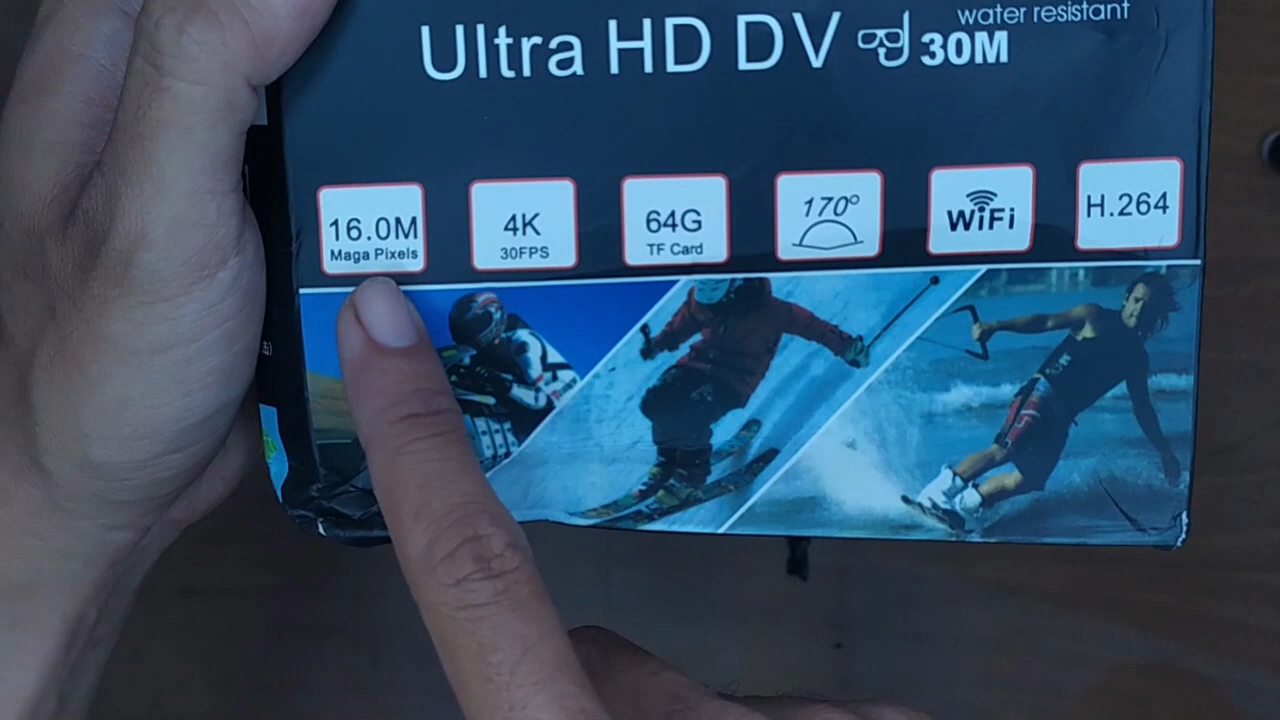 water resistant
Ultra HD DV 30M
16.0M
Maga Pixels
4K
30FPS
64G
TF Card
170°
WiFi
H.264